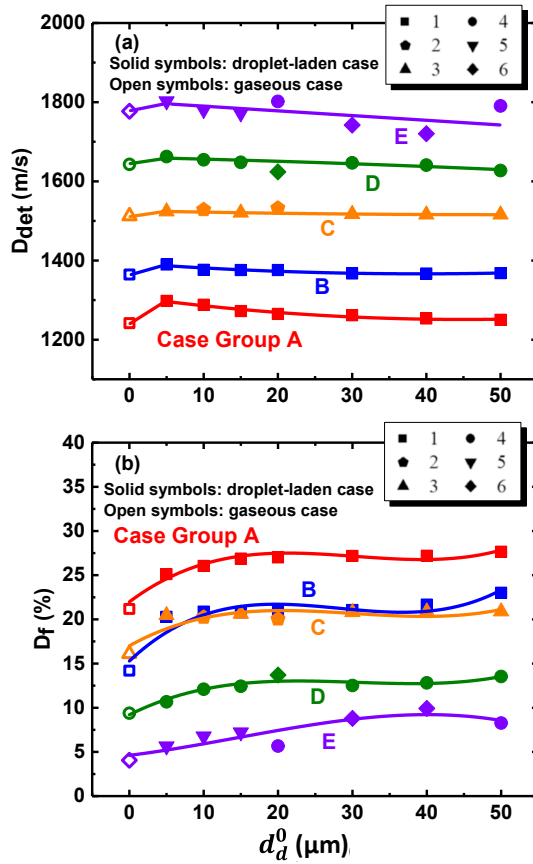 (a)
Solid symbols: droplet-laden case
Open symbols: gaseous case
1 4
2 5
3 6
2000
1800
1600
1400
1200
D_det (m/s)
E
D
C
B
Case Group A
0 10 20 30 40 50
(b)
Solid symbols: droplet-laden case
Open symbols: gaseous case
1 4
2 5
3 6
Case Group A
40
35
30
25
20
15
10
5
0
D_f (%)
B
C
D
E
0 10 20 30 40 50
d_d^0 (μm)